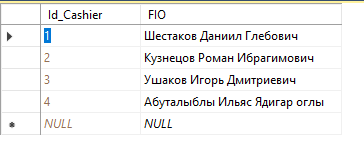 Id_Cashier FIO
1 Шестаков Даниил Глебович
2 Кузнецов Роман Ибрагимович
3 Ушаков Игорь Дмитриевич
4 Абуталыблы Ильяс Ядигар оглы
NULL NULL